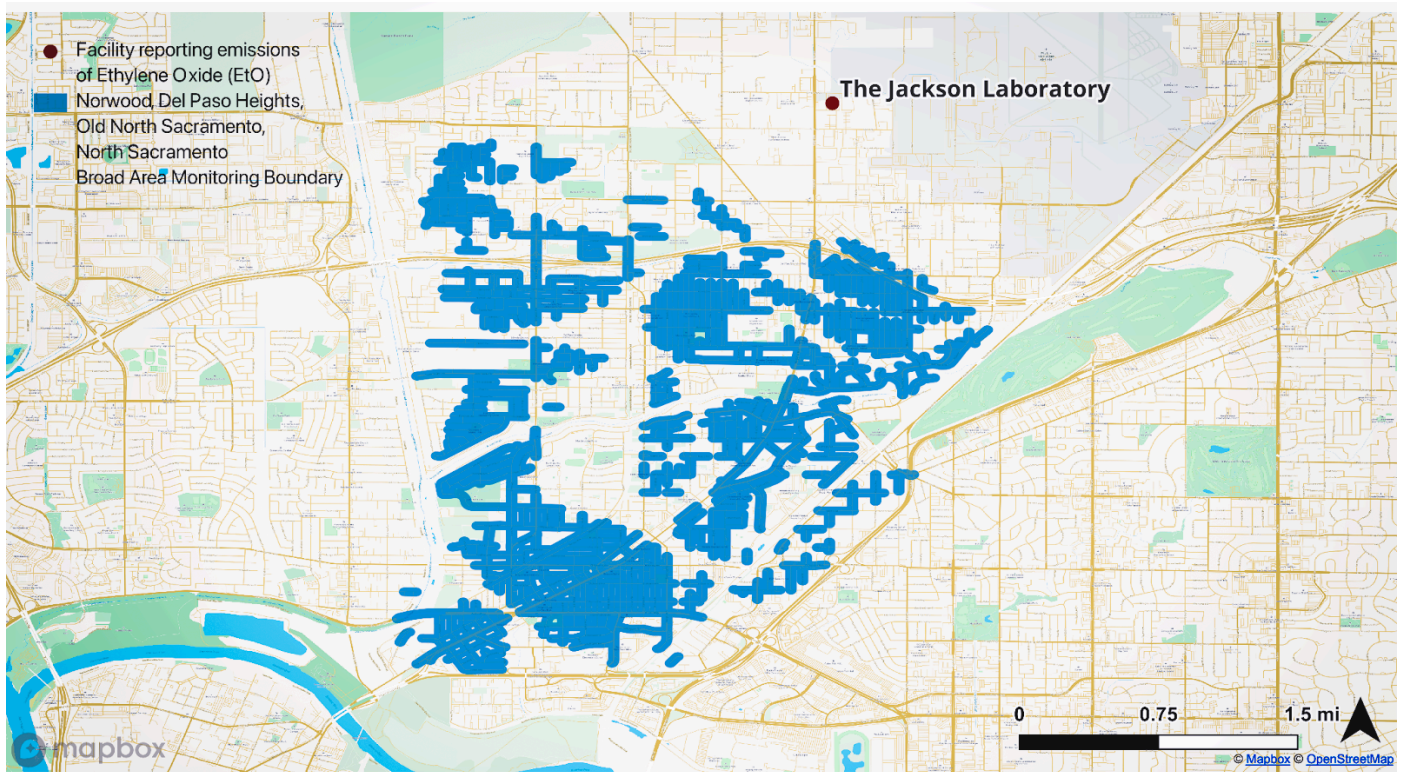 Facility reporting emissions
of Ethylene Oxide (EtO)
Norwood, Del Paso Heights,
Old North Sacramento,
North Sacramento
Broad Area Monitoring Boundary
The Jackson Laboratory
0 0.75 1.5 mi
mapbox
© Mapbox © OpenStreetMap